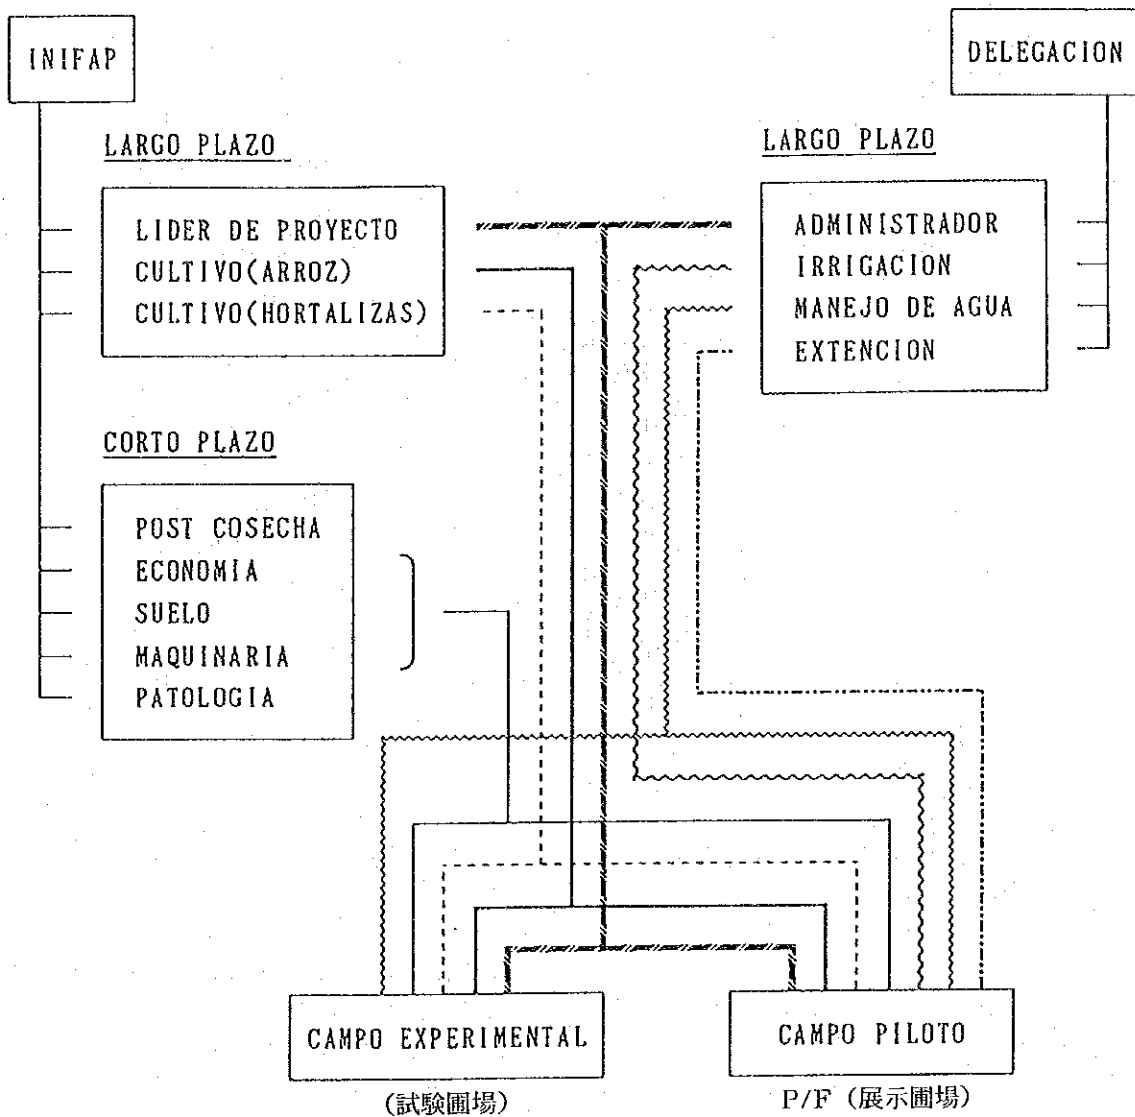 INIFAP
DELEGACION
LARGO PLAZO
LIDER DE PROYECTO
CULTIVO(ARROZ)
CULTIVO(HORTALIZAS)
LARGO PLAZO
ADMINISTRADOR
IRRIGACION
MANEJO DE AGUA
EXTENCION
CORTO PLAZO
POST COSECHA
ECONOMIA
SUELO
MAQUINARIA
PATOLOGIA
CAMPO EXPERIMENTAL
(試験圃場)
CAMPO PILOTO
P/F (展示圃場)